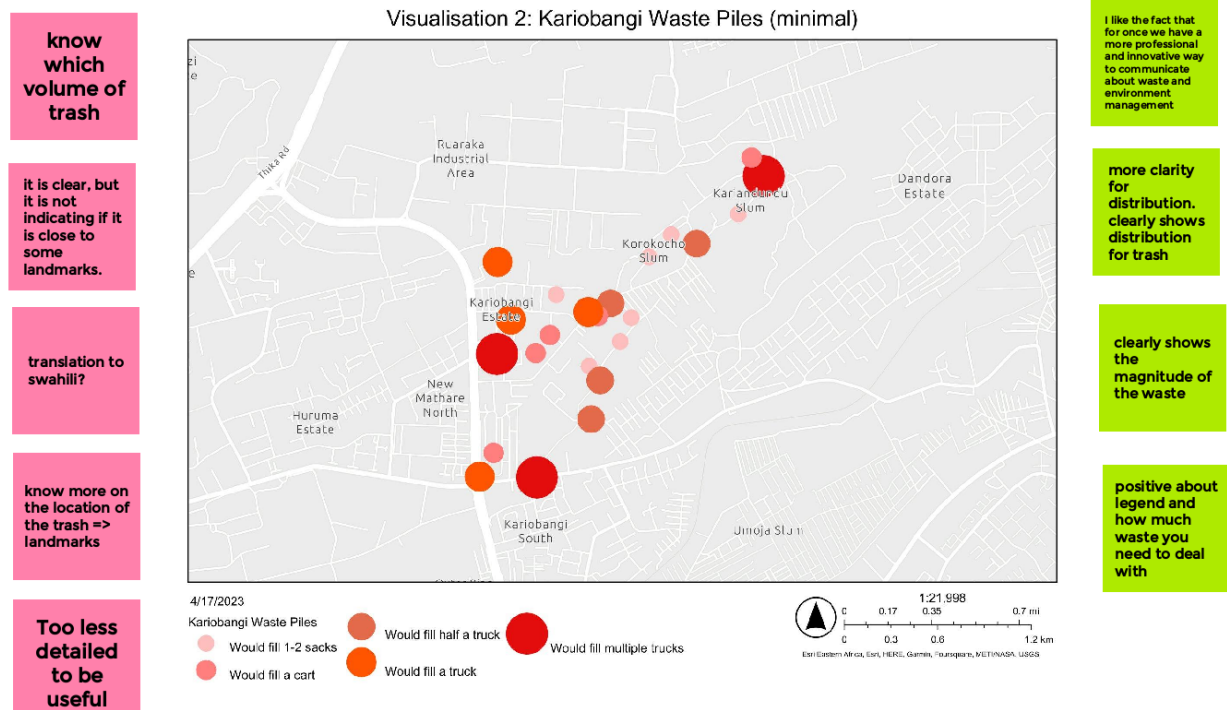 Visualisation 2: Kariobangi Waste Piles (minimal)
know
which
volume of
trash
it is clear, but
it is not
indicating if it
is close to
some
landmarks.
translation to
swahili?
know more on
the location of
the trash =>
landmarks
Too less
detailed
to be
useful
Thika Rd
Ruaraka
Industrial
Area
Kariandundu
Slum
Dandora
Estate
Korokocho
Slum
Kariobangi
Estate
New
Mathare
North
Huruma
Estate
Kariobangi
South
Umoja Slum
4/17/2023
Kariobangi Waste Piles
Would fill 1-2 sacks
Would fill a cart
Would fill half a truck
Would fill a truck
Would fill multiple trucks
1:21,998
0 0.17 0.35 0.7 mi
0 0.3 0.6 1.2 km
Esri Eastern Africa, Esri, HERE, Garmin, Foursquare, METI/NASA, USGS
I like the fact that
for once we have a
more professional
and innovative way
to communicate
about waste and
environment
management
more clarity
for
distribution.
clearly shows
distribution
for trash
clearly shows
the
magnitude of
the waste
positive about
legend and
how much
waste you
need to deal
with